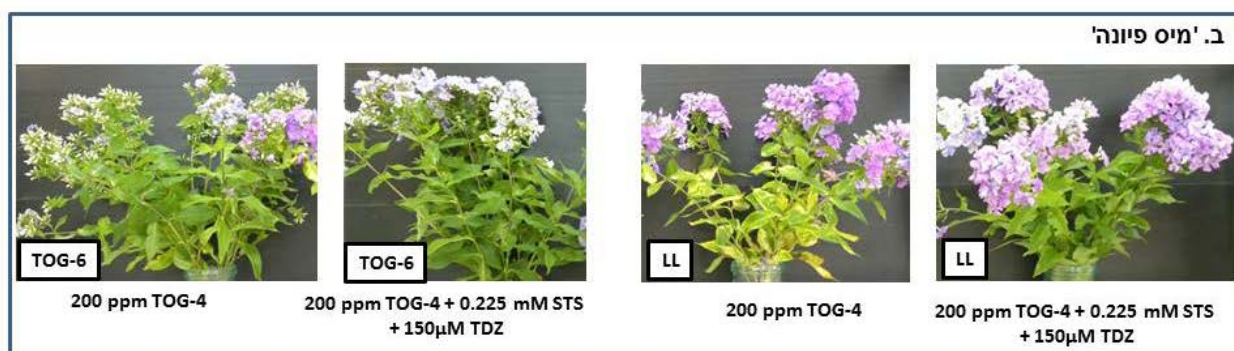 ב. 'מיס פיונה'
TOG-6
TOG-6
LL
LL
200 ppm TOG-4
200 ppm TOG-4 + 0.225 mM STS
+ 150µM TDZ
200 ppm TOG-4
200 ppm TOG-4 + 0.225 mM STS
+ 150µM TDZ